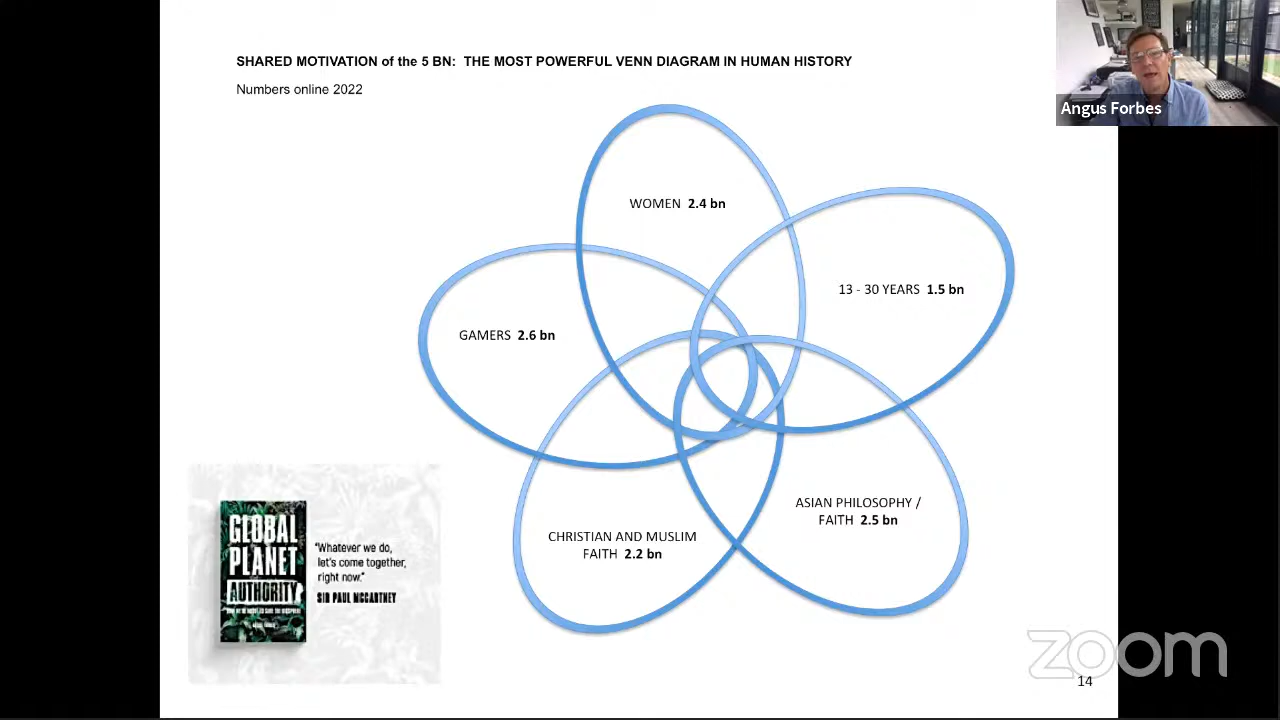 SHARED MOTIVATION of the 5 BN: THE MOST POWERFUL VENN DIAGRAM IN HUMAN HISTORY
Numbers online 2022
Angus Forbes
WOMEN 2.4 bn
13 - 30 YEARS 1.5 bn
GAMERS 2.6 bn
ASIAN PHILOSOPHY /
FAITH 2.5 bn
CHRISTIAN AND MUSLIM
FAITH 2.2 bn
GLOBAL
PLANET
AUTHORITY
"Whatever we do,
let's come together,
right now."
SIR PAUL MCCARTNEY
zoom
14